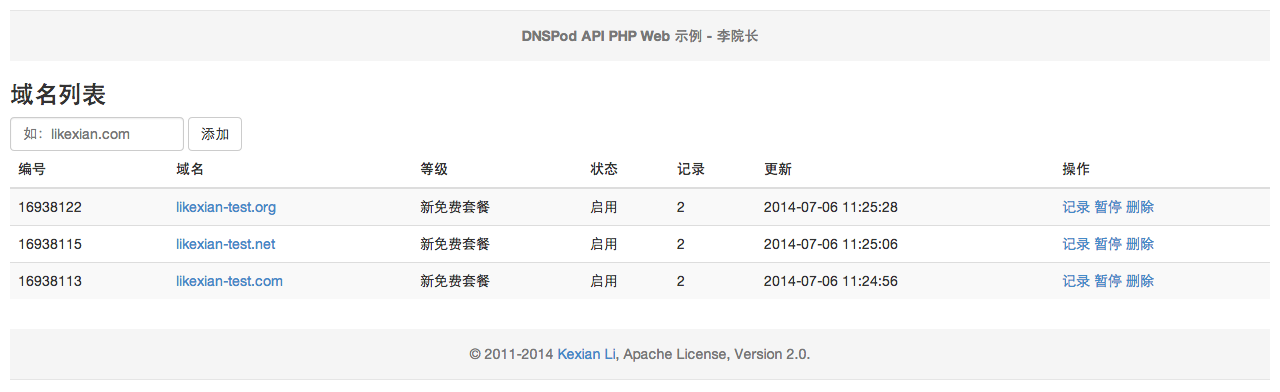 DNSPod API PHP Web 示例 - 李院长
域名列表
如：likexian.com 添加
编号 域名 等级 状态 记录 更新 操作
16938122 likexian-test.org 新免费套餐 启用 2 2014-07-06 11:25:28 记录 暂停 删除
16938115 likexian-test.net 新免费套餐 启用 2 2014-07-06 11:25:06 记录 暂停 删除
16938113 likexian-test.com 新免费套餐 启用 2 2014-07-06 11:24:56 记录 暂停 删除
© 2011-2014 Kexian Li, Apache License, Version 2.0.